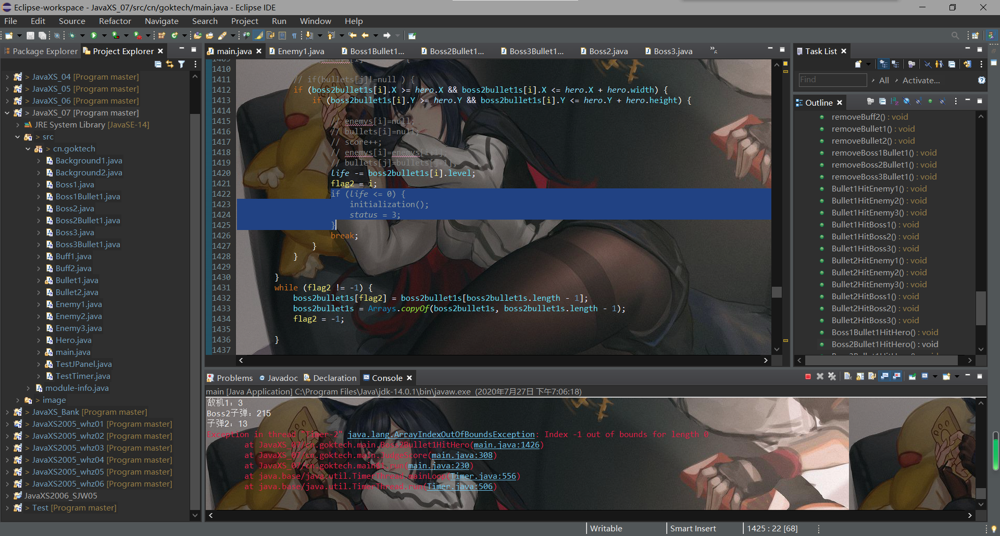 Eclipse-workspace - JavaXS_07/src/cn/goktech/main.java - Eclipse IDE
File Edit Source Refactor Navigate Search Project Run Window Help
Package Explorer Project Explorer
JavaXS_04 [Program master]
> JavaXS_05 [Program master]
> JavaXS_06 [Program master]
> JavaXS_07 [Program master]
JRE System Library [JavaSE-14]
> src
> cn.goktech
Background1.java
Background2.java
Boss1.java
Boss1Bullet1.java
Boss2.java
Boss2Bullet1.java
Boss3.java
Boss3Bullet1.java
Buff1.java
Buff2.java
Bullet1.java
Bullet2.java
Enemy1.java
Enemy2.java
Enemy3.java
Hero.java
main.java
TestJPanel.java
TestTimer.java
module-info.java
> image
> JavaXS_Bank [Program master]
> JavaXS2005_whz01 [Program master]
> JavaXS2005_whz02 [Program master]
> JavaXS2005_whz03 [Program master]
> JavaXS2005_whz04 [Program master]
> JavaXS2005_whz05 [Program master]
> JavaXS2005_whz06 [Program master]
JavaXS2006_SJW05
> Test [Program master]
main.java Enemy1.java Boss1Bullet1... Boss2Bullet1... Boss3Bullet1... Boss2.java Boss3.java »6
1410
1411 // if(bullets[j]!=null ) {
1412 if (boss2bullet1s[i].X >= hero.X && boss2bullet1s[i].X <= hero.X + hero.width) {
1413 if (boss2bullet1s[i].Y >= hero.Y && boss2bullet1s[i].Y <= hero.Y + hero.height) {
1414
1415 // enemys[i]=null;
1416 // bullets[i]=null;
1417 // score++;
1418 // enemys[i]=enemys[i+1];
1419 // bullets[j]=bullets[j+1];
1420 life -= boss2bullet1s[i].level;
1421 flag2 = i;
1422 if (life <= 0) {
1423 initialization();
1424 status = 3;
1425 }
1426 break;
1427 }
1428 }
1429
1430 }
1431 while (flag2 != -1) {
1432 boss2bullet1s[flag2] = boss2bullet1s[boss2bullet1s.length - 1];
1433 boss2bullet1s = Arrays.copyOf(boss2bullet1s, boss2bullet1s.length - 1);
1434 flag2 = -1;
1435
1436 }
1437
Task List
Find All Activate...
Outline
removeBuff2() : void
removeBullet1() : void
removeBullet2() : void
removeBoss1Bullet1() : void
removeBoss2Bullet1() : void
removeBoss3Bullet1() : void
Bullet1HitEnemy1() : void
Bullet1HitEnemy2() : void
Bullet1HitEnemy3() : void
Bullet1HitBoss1() : void
Bullet1HitBoss2() : void
Bullet1HitBoss3() : void
Bullet2HitEnemy1() : void
Bullet2HitEnemy2() : void
Bullet2HitEnemy3() : void
Bullet2HitBoss1() : void
Bullet2HitBoss2() : void
Bullet2HitBoss3() : void
Boss1Bullet1HitHero() : void
Boss2Bullet1HitHero() : void
Problems @ Javadoc Declaration Console
main [Java Application] C:\Program Files\Java\jdk-14.0.1\bin\javaw.exe (2020年7月27日 下午7:06:18)
敌机1: 3
Boss2子弹: 215
子弹2: 13
Exception in thread "Timer-2" java.lang.ArrayIndexOutOfBoundsException: Index -1 out of bounds for length 0
at JavaXS_07/cn.goktech.main.Boss2Bullet1HitHero(main.java:1426)
at JavaXS_07/cn.goktech.main.JudgeScore(main.java:308)
at JavaXS_07/cn.goktech.main$1.run(main.java:230)
at java.base/java.util.TimerThread.mainLoop(Timer.java:556)
at java.base/java.util.TimerThread.run(Timer.java:506)
Writable Smart Insert 1425 : 22 [68]